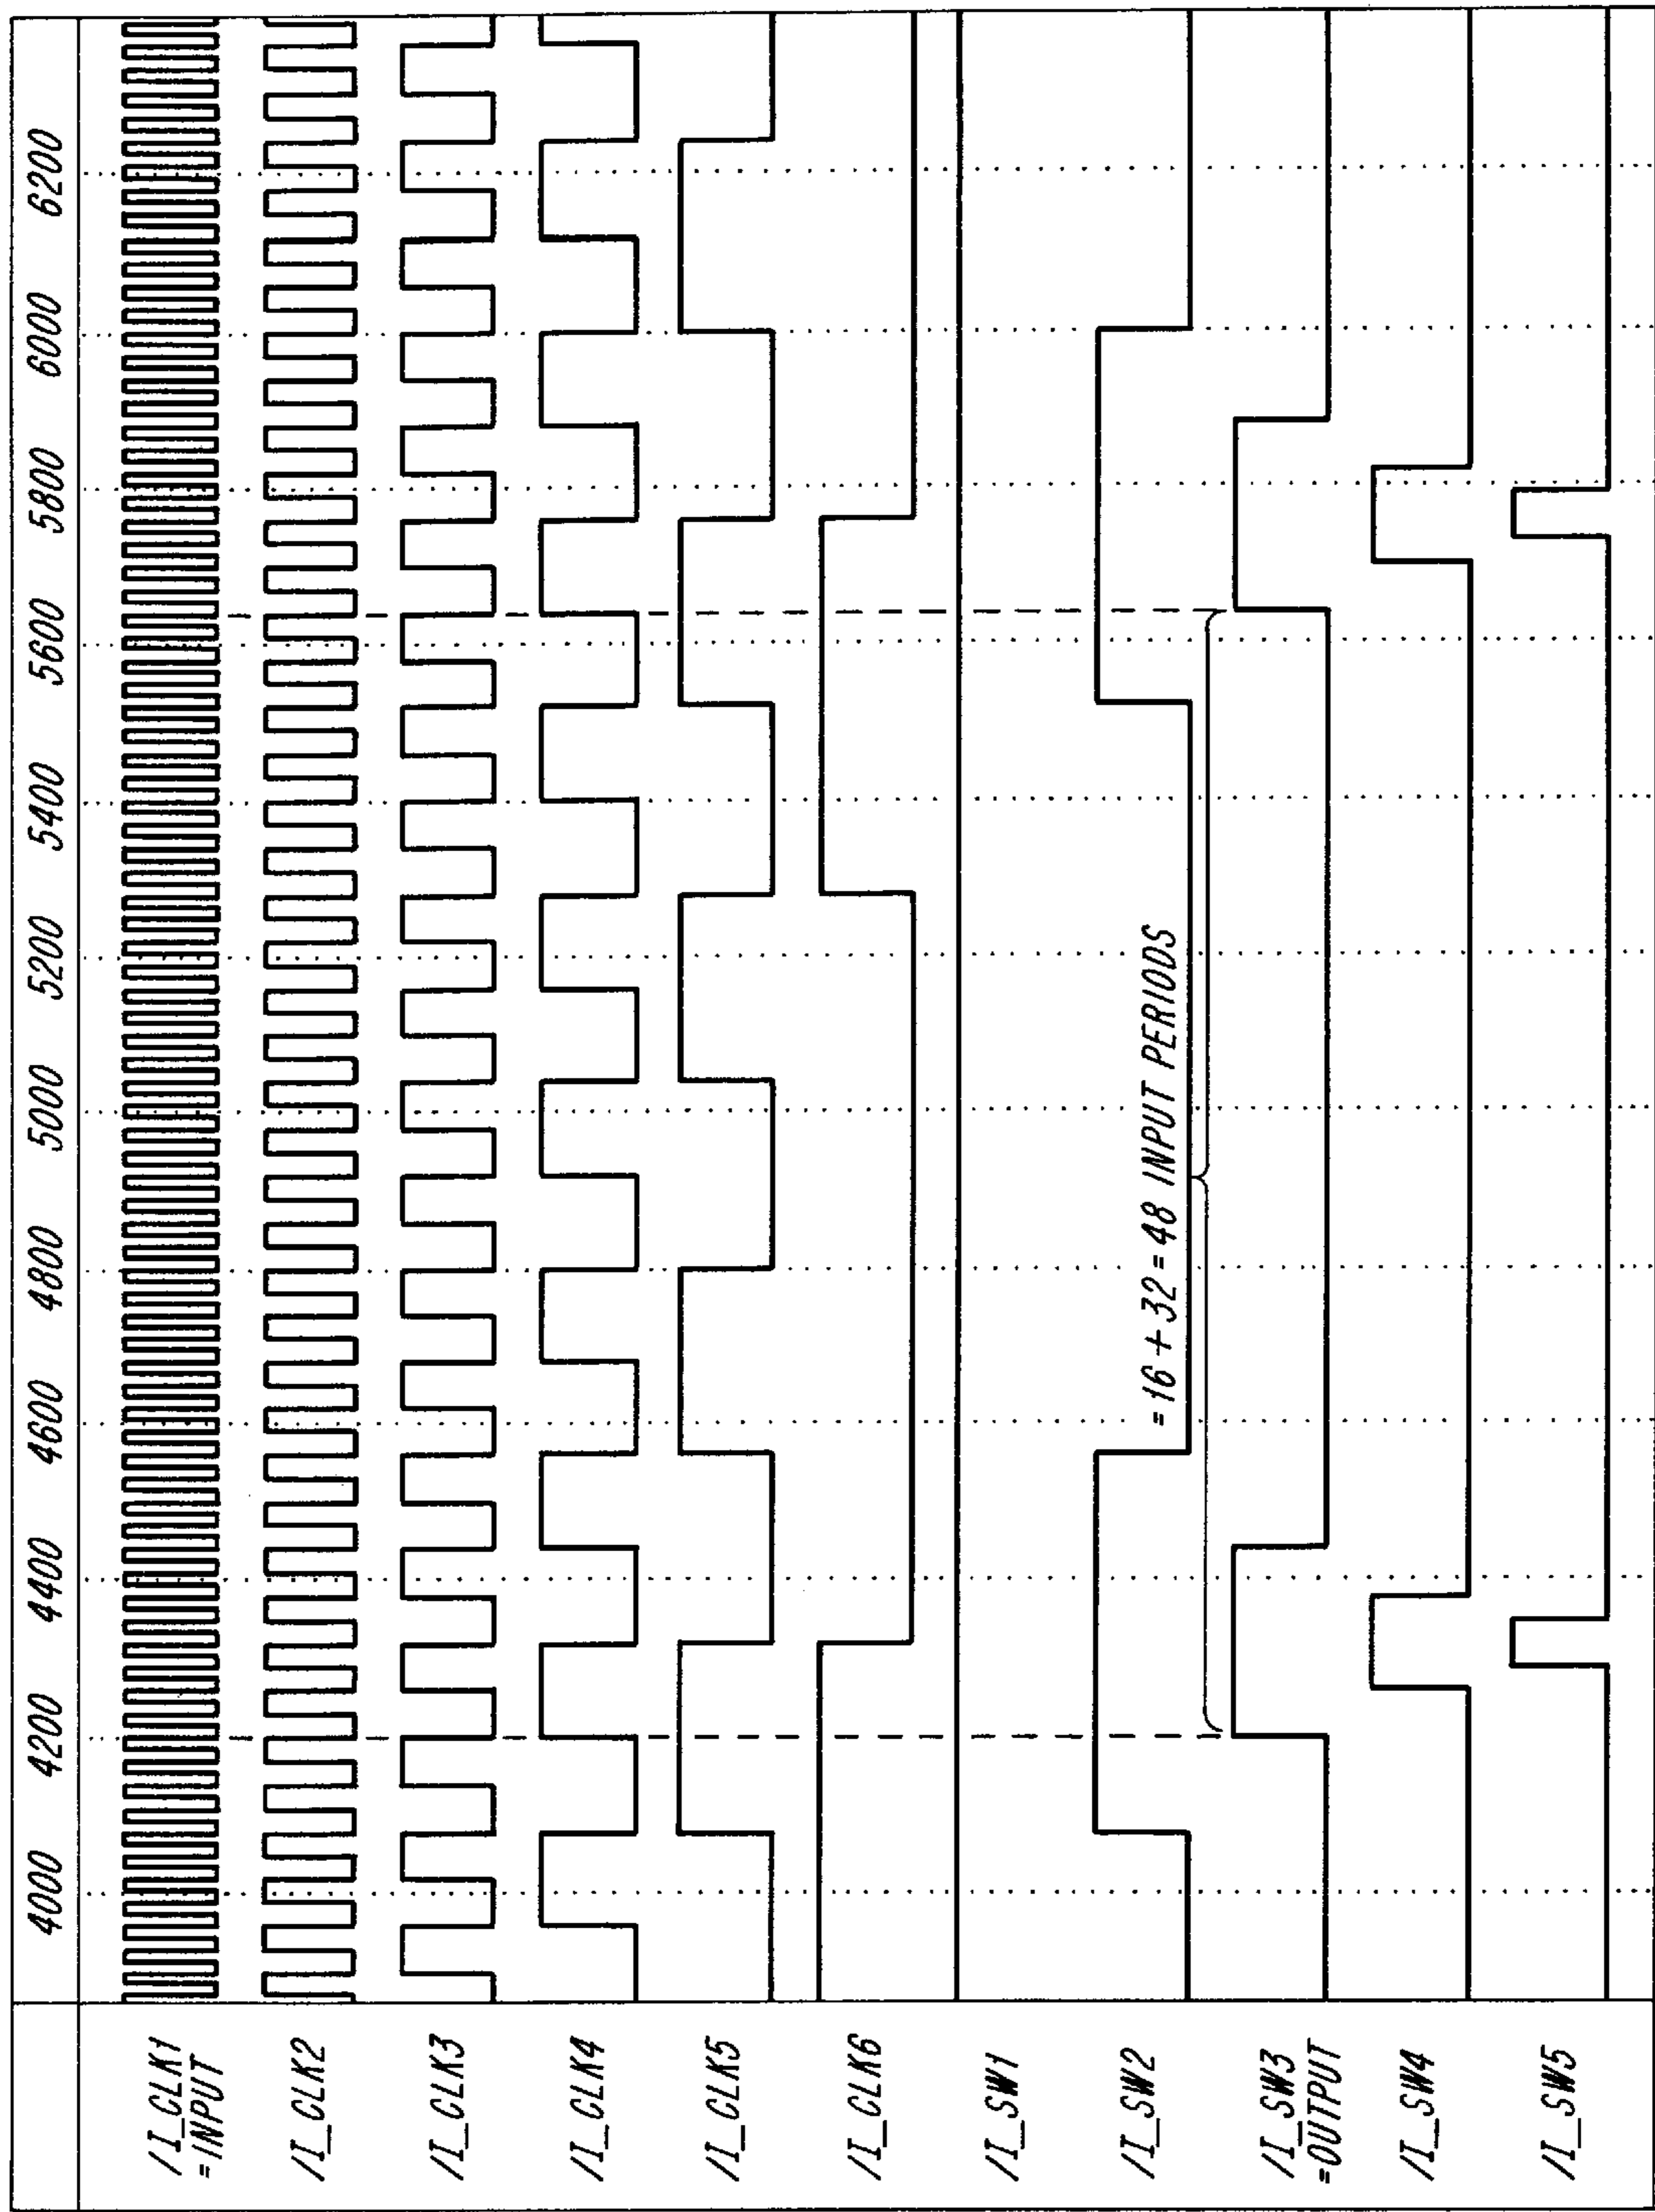 4000 4200 4400 4600 4800 5000 5200 5400 5600 5800 6000 6200
/I_CLK1
=INPUT
/I_CLK2
/I_CLK3
/I_CLK4
/I_CLK5
/I_CLK6
/I_SW1
/I_SW2
=16+32=48 INPUT PERIODS
/I_SW3
=OUTPUT
/I_SW4
/I_SW5